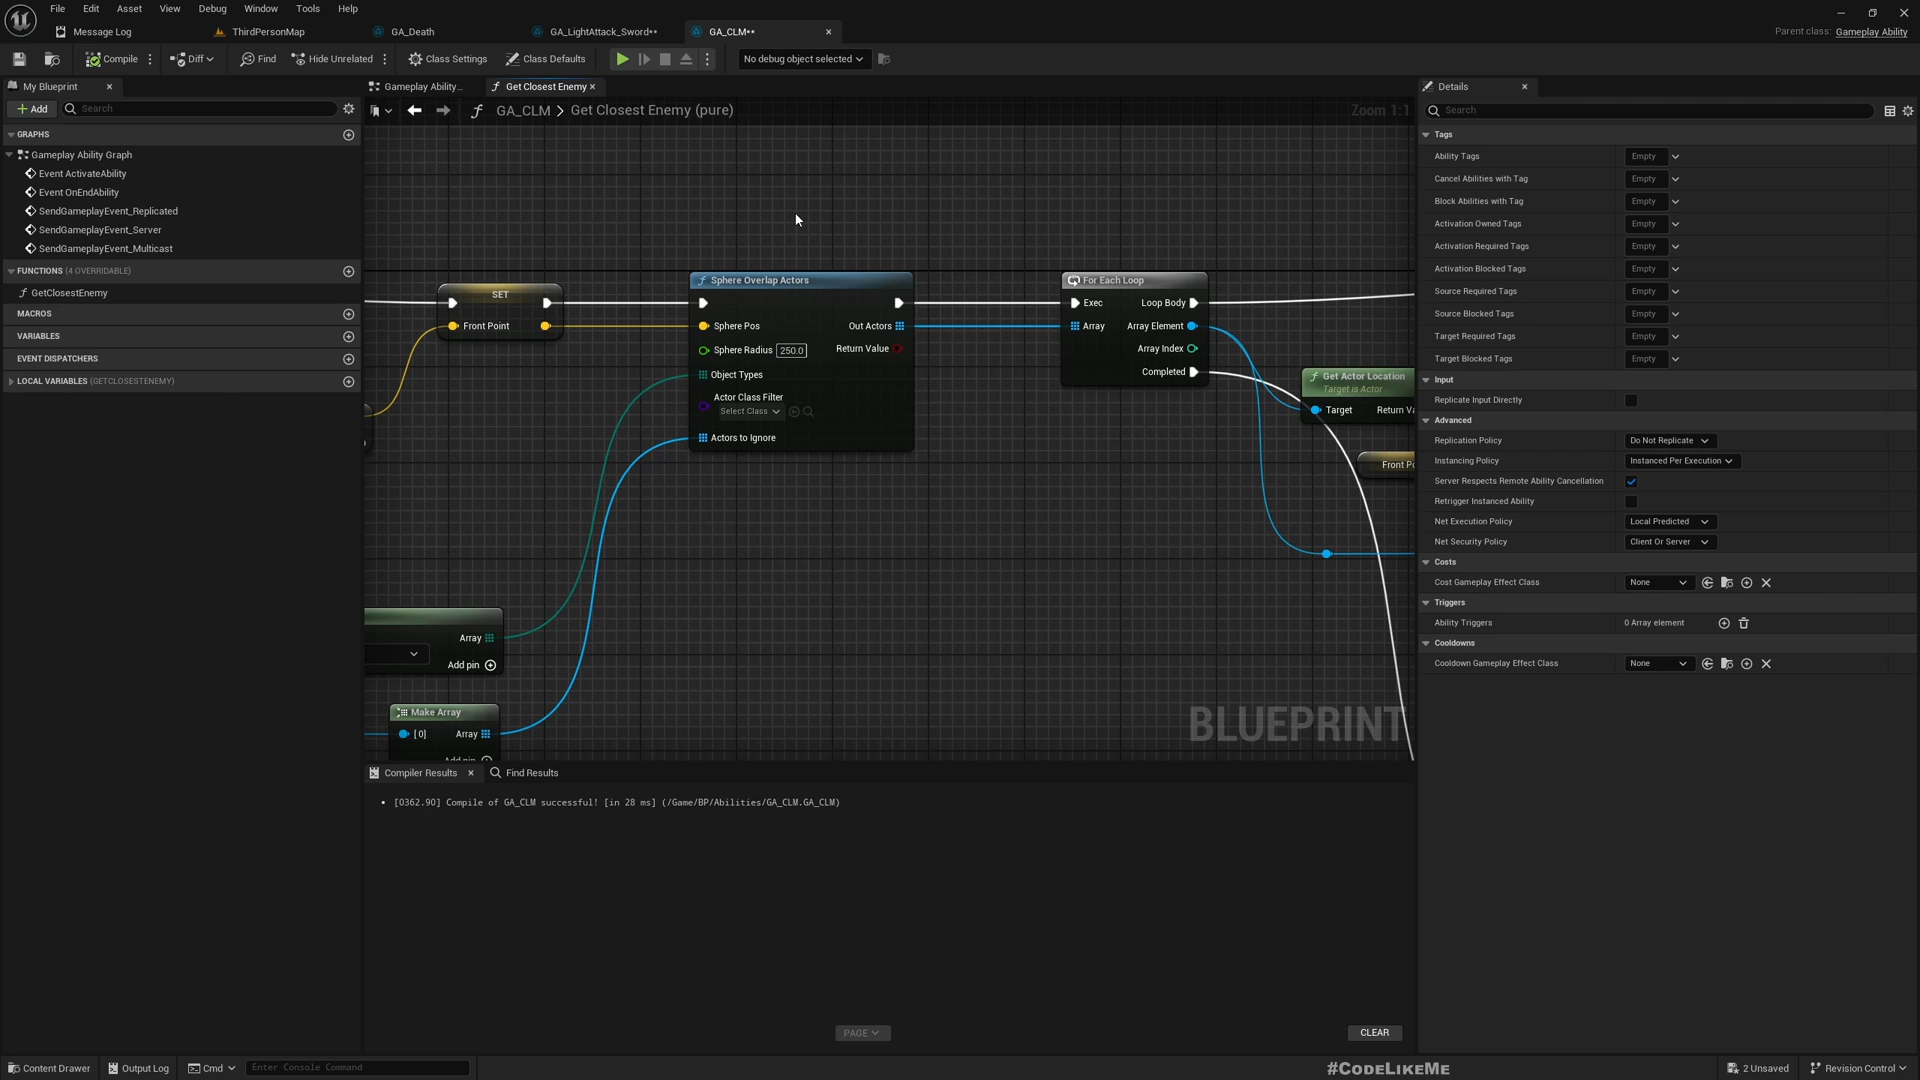 File Edit Asset View Debug Window Tools Help
Message Log
ThirdPersonMap
GA_Death
GA_LightAttack_Sword**
GA_CLM**
Parent class: Gameplay Ability
Compile
Diff
Find
Hide Unrelated
Class Settings
Class Defaults
No debug object selected
My Blueprint
Gameplay Ability...
Get Closest Enemy
Details
Add
Search
GA_CLM > Get Closest Enemy (pure)
Zoom 1:1
Search
GRAPHS
Gameplay Ability Graph
Event ActivateAbility
Event OnEndAbility
SendGameplayEvent_Replicated
SendGameplayEvent_Server
SendGameplayEvent_Multicast
FUNCTIONS (4 OVERRIDABLE)
GetClosestEnemy
MACROS
VARIABLES
EVENT DISPATCHERS
LOCAL VARIABLES (GETCLOSESTENEMY)
SET
Front Point
Sphere Overlap Actors
Sphere Pos
Out Actors
Sphere Radius 250.0
Return Value
Object Types
Actor Class Filter
Select Class
Actors to Ignore
For Each Loop
Exec
Loop Body
Array
Array Element
Array Index
Completed
Get Actor Location
Target is Actor
Target
Return Va
Front Po
Array
Add pin
Make Array
[0]
Array
Add pin
BLUEPRINT
Tags
Ability Tags Empty
Cancel Abilities with Tag Empty
Block Abilities with Tag Empty
Activation Owned Tags Empty
Activation Required Tags Empty
Activation Blocked Tags Empty
Source Required Tags Empty
Source Blocked Tags Empty
Target Required Tags Empty
Target Blocked Tags Empty
Input
Replicate Input Directly
Advanced
Replication Policy Do Not Replicate
Instancing Policy Instanced Per Execution
Server Respects Remote Ability Cancellation
Retrigger Instanced Ability
Net Execution Policy Local Predicted
Net Security Policy Client Or Server
Costs
Cost Gameplay Effect Class None
Triggers
Ability Triggers 0 Array element
Cooldowns
Cooldown Gameplay Effect Class None
Compiler Results
Find Results
[0362.90] Compile of GA_CLM successful! [in 28 ms] (/Game/BP/Abilities/GA_CLM.GA_CLM)
PAGE
CLEAR
Content Drawer
Output Log
Cmd
Enter Console Command
#CodeLikeMe
2 Unsaved
Revision Control